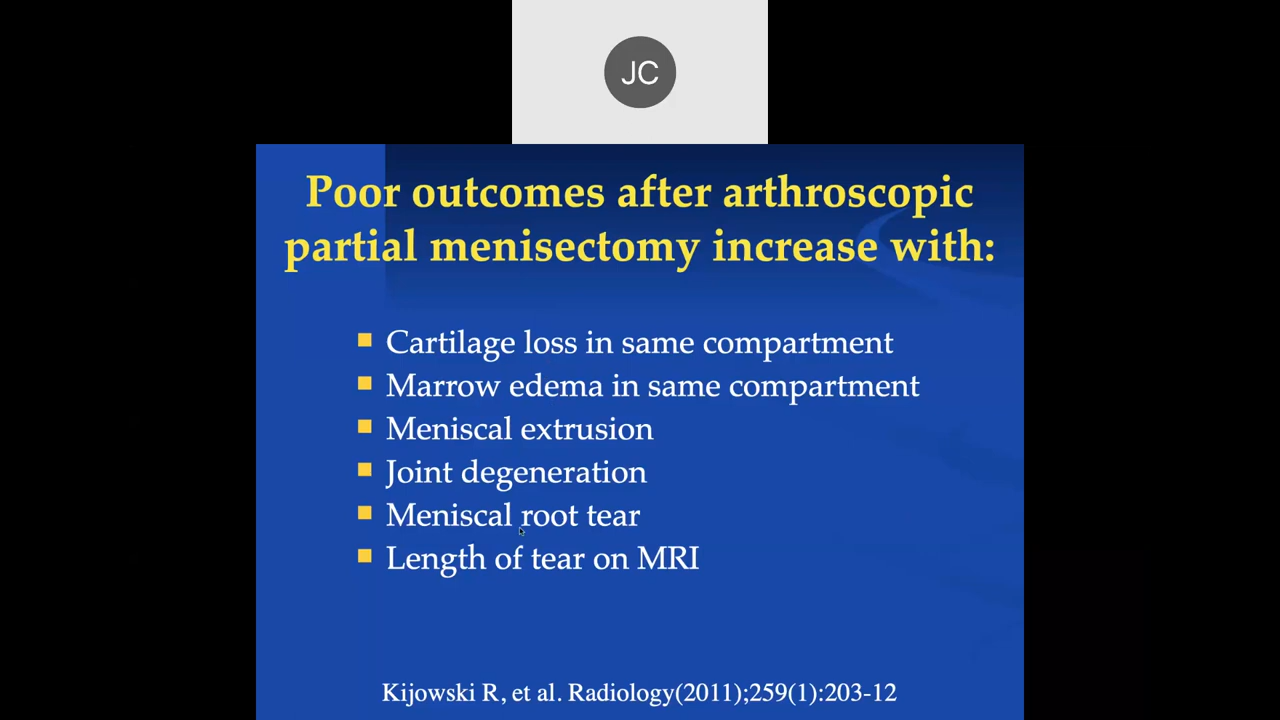 JC
Poor outcomes after arthroscopic
partial menisectomy increase with:
Cartilage loss in same compartment
Marrow edema in same compartment
Meniscal extrusion
Joint degeneration
Meniscal root tear
Length of tear on MRI
Kijowski R, et al. Radiology(2011);259(1):203-12